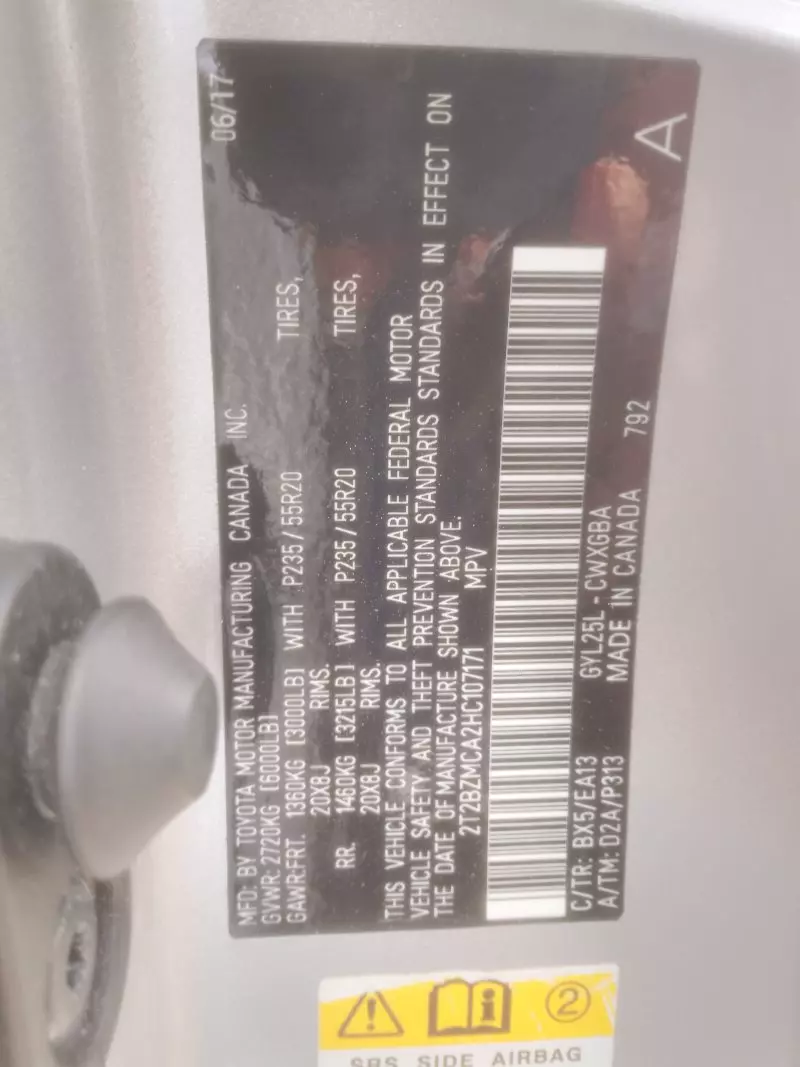 MFD: BY TOYOTA MOTOR MANUFACTURING CANADA INC. 06/17
GVWR: 2720KG [6000LB]
GAWR:FRT. 1360KG [3000LB] WITH P235/55R20 TIRES,
20X8J RIMS.
RR. 1460KG [3215LB] WITH P235/55R20 TIRES,
20X8J RIMS.
THIS VEHICLE CONFORMS TO ALL APPLICABLE FEDERAL MOTOR
VEHICLE SAFETY AND THEFT PREVENTION STANDARDS STANDARDS IN EFFECT ON
THE DATE OF MANUFACTURE SHOWN ABOVE.
2T2BZMCA2HC107171 MPV
C/TR: BX5/EA13 GYL25L-CWXGBA
A/TM: D2A/P313 MADE IN CANADA 792 A
2
SRS SIDE AIRBAG